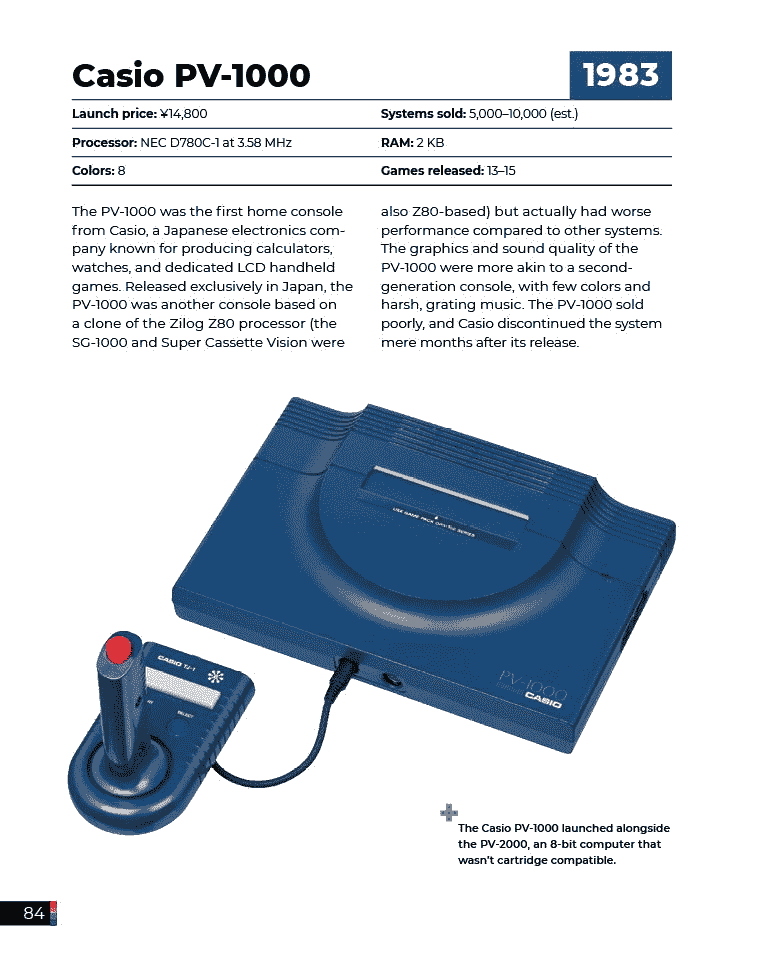 Casio PV-1000
1983
Launch price: ¥14,800
Systems sold: 5,000–10,000 (est.)
Processor: NEC D780C-1 at 3.58 MHz
RAM: 2 KB
Colors: 8
Games released: 13–15
The PV-1000 was the first home console
from Casio, a Japanese electronics com-
pany known for producing calculators,
watches, and dedicated LCD handheld
games. Released exclusively in Japan, the
PV-1000 was another console based on
a clone of the Zilog Z80 processor (the
SG-1000 and Super Cassette Vision were
also Z80-based) but actually had worse
performance compared to other systems.
The graphics and sound quality of the
PV-1000 were more akin to a second-
generation console, with few colors and
harsh, grating music. The PV-1000 sold
poorly, and Casio discontinued the system
mere months after its release.
USE GAME PACK SERIES
CASIO TJ-1
SELECT
PV-1000
CASIO
The Casio PV-1000 launched alongside
the PV-2000, an 8-bit computer that
wasn't cartridge compatible.
84